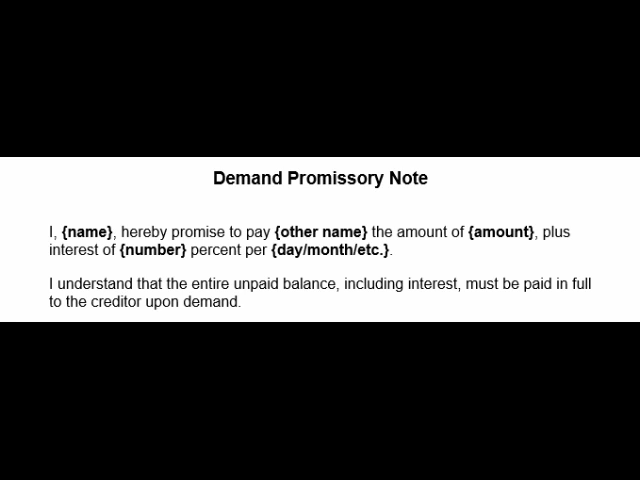 Demand Promissory Note
I, {name}, hereby promise to pay {other name} the amount of {amount}, plus
interest of {number} percent per {day/month/etc.}.
I understand that the entire unpaid balance, including interest, must be paid in full
to the creditor upon demand.